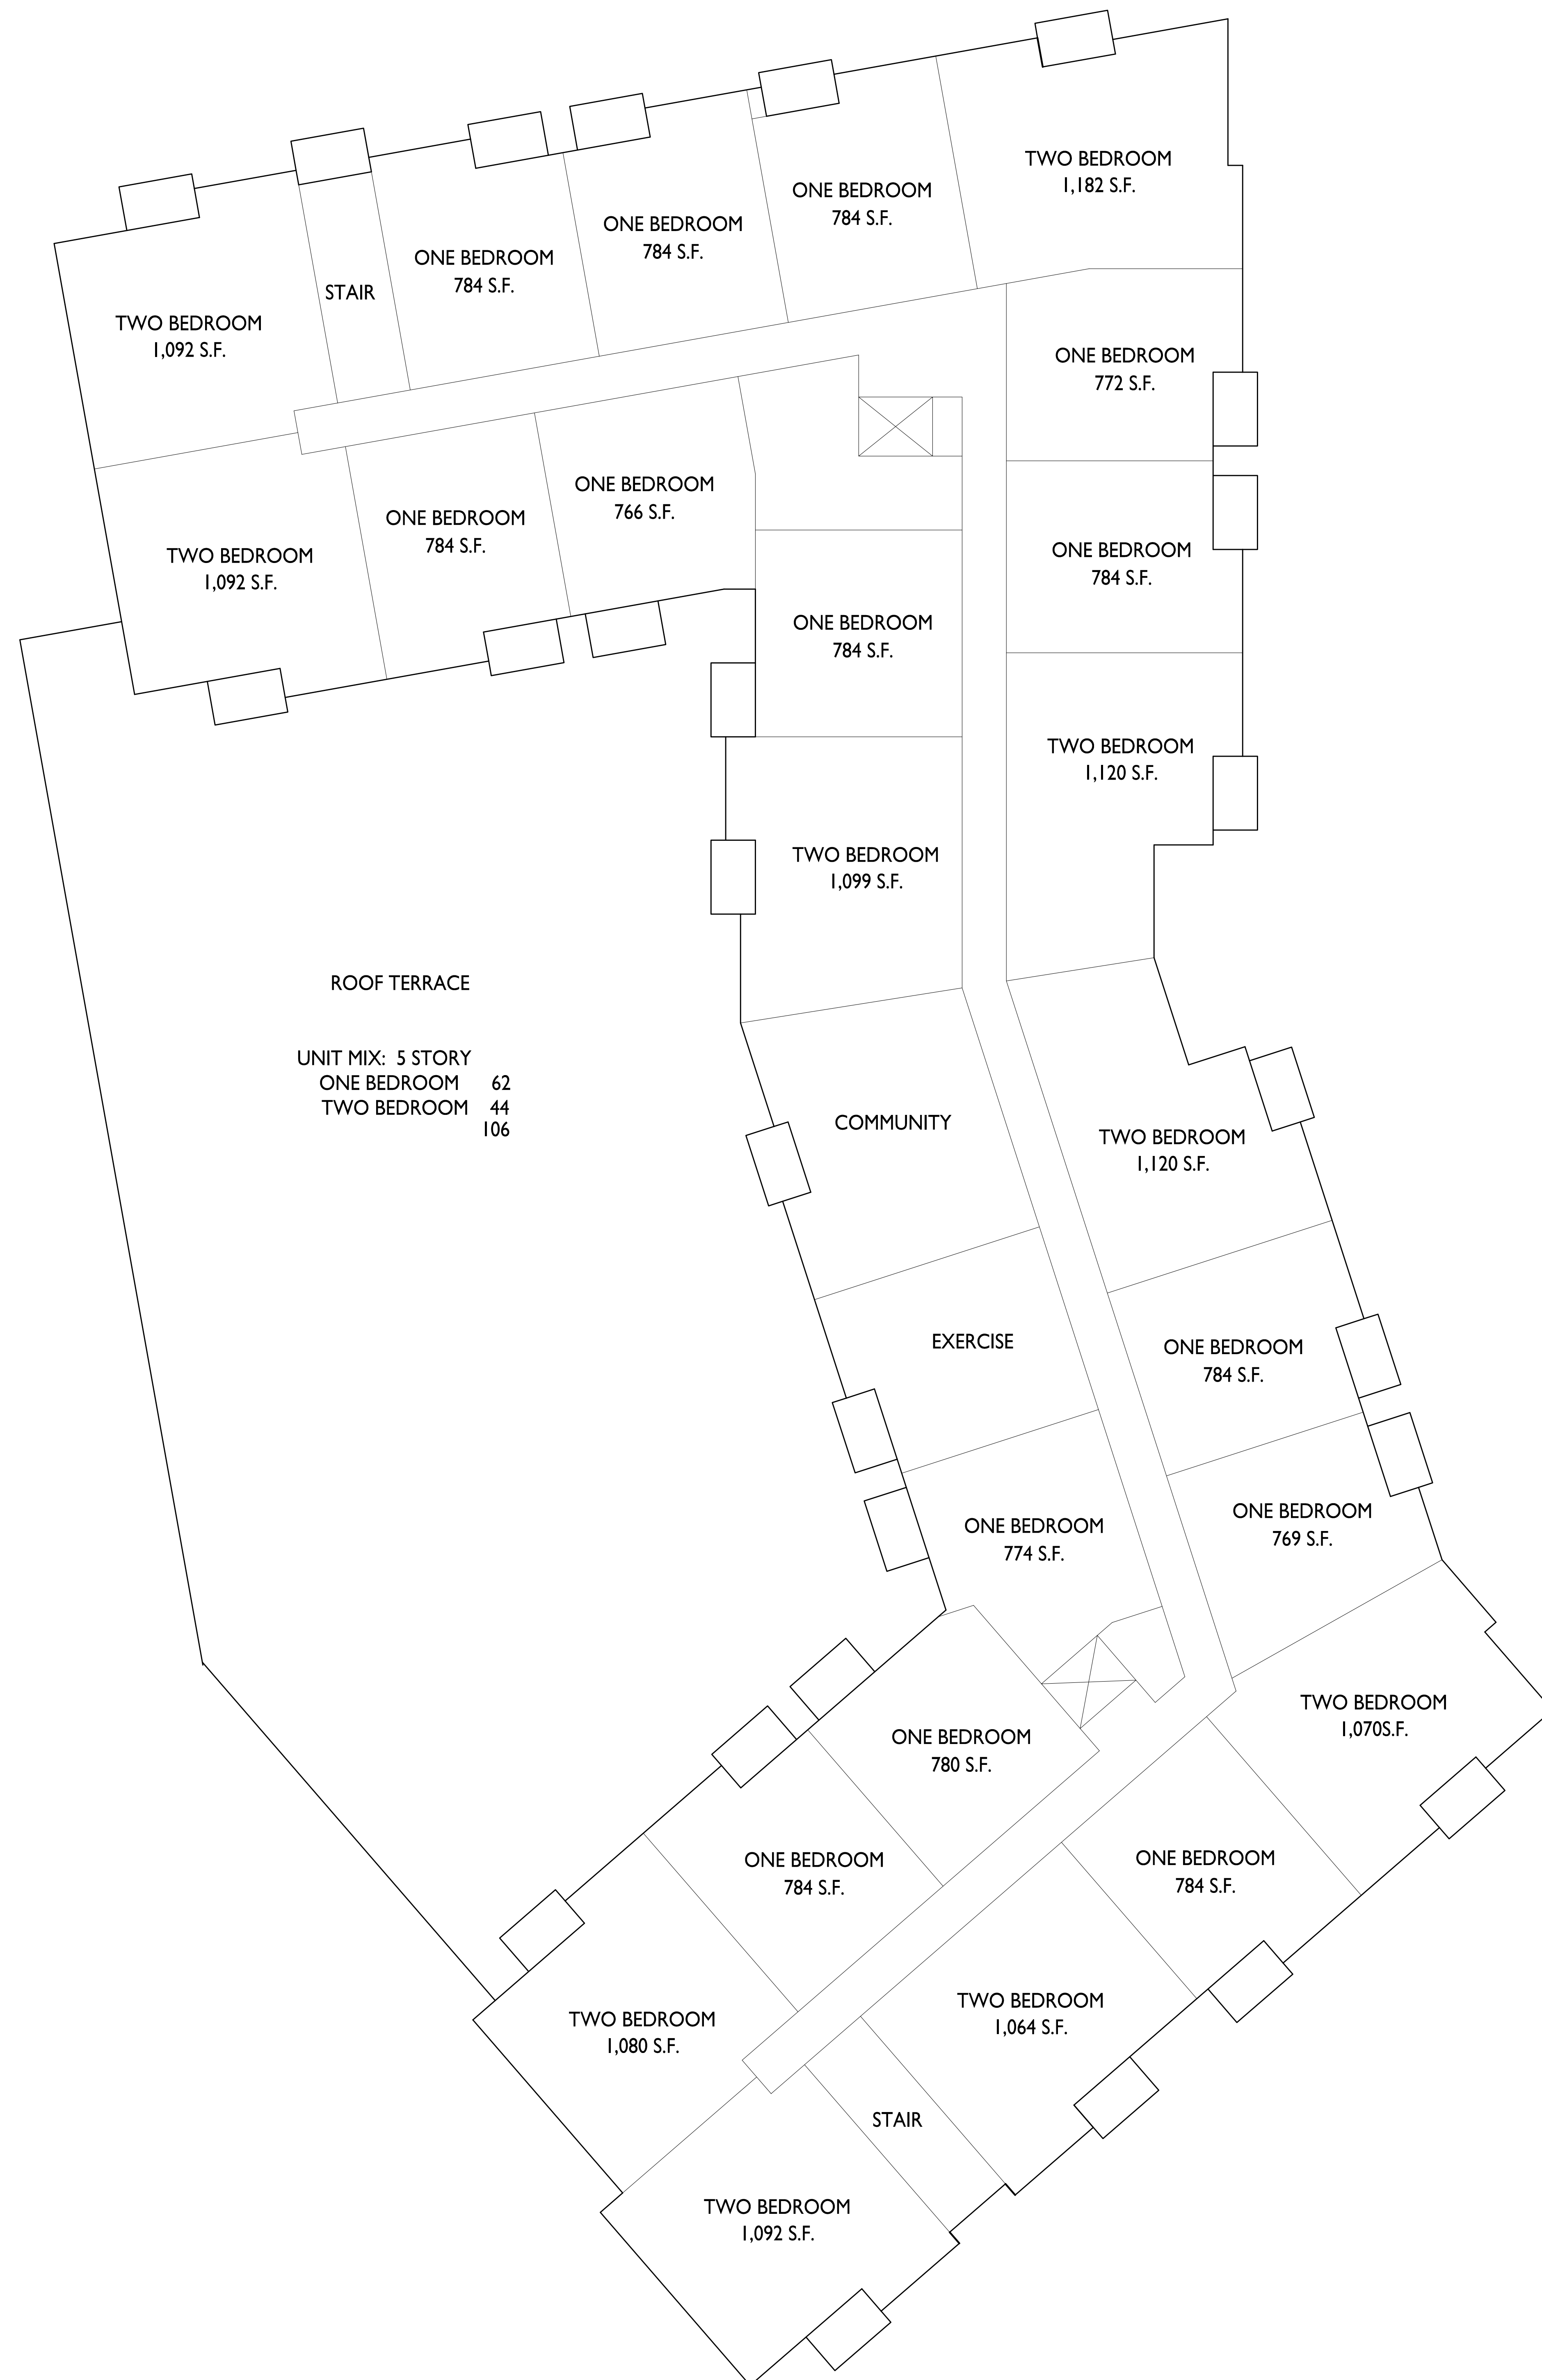 TWO BEDROOM
1,182 S.F.
ONE BEDROOM
784 S.F.
ONE BEDROOM
784 S.F.
ONE BEDROOM
784 S.F.
STAIR
TWO BEDROOM
1,092 S.F.
ONE BEDROOM
772 S.F.
ONE BEDROOM
766 S.F.
ONE BEDROOM
784 S.F.
TWO BEDROOM
1,092 S.F.
ONE BEDROOM
784 S.F.
ONE BEDROOM
784 S.F.
TWO BEDROOM
1,120 S.F.
TWO BEDROOM
1,099 S.F.
ROOF TERRACE
UNIT MIX: 5 STORY
ONE BEDROOM 62
TWO BEDROOM 44
106
COMMUNITY
TWO BEDROOM
1,120 S.F.
EXERCISE
ONE BEDROOM
784 S.F.
ONE BEDROOM
774 S.F.
ONE BEDROOM
769 S.F.
TWO BEDROOM
1,070S.F.
ONE BEDROOM
780 S.F.
ONE BEDROOM
784 S.F.
ONE BEDROOM
784 S.F.
TWO BEDROOM
1,064 S.F.
TWO BEDROOM
1,080 S.F.
STAIR
TWO BEDROOM
1,092 S.F.